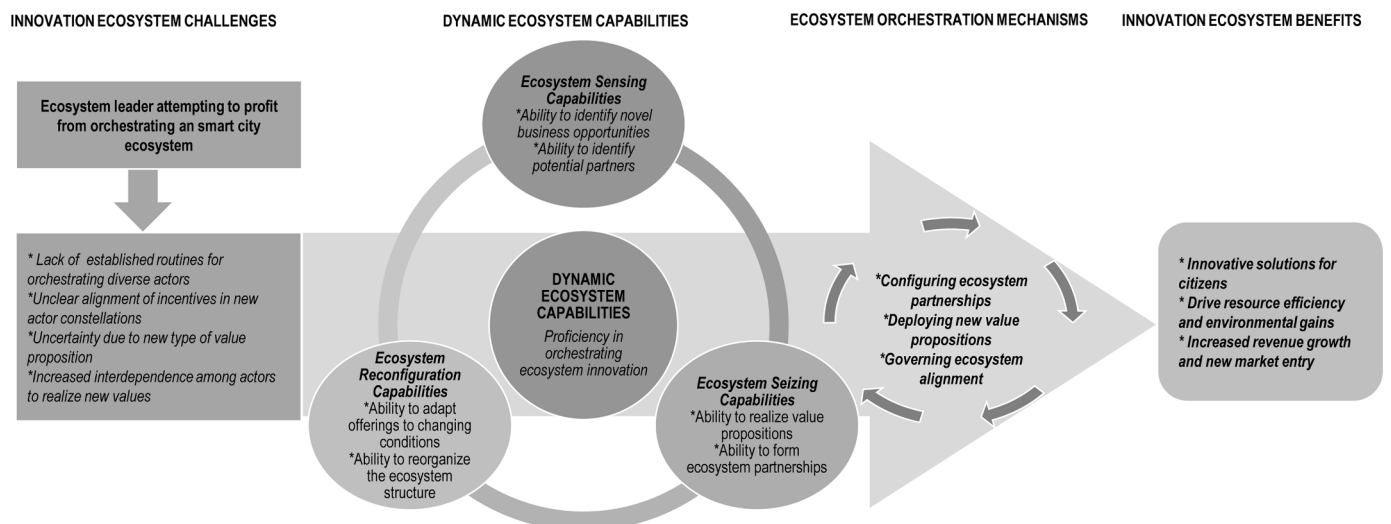 INNOVATION ECOSYSTEM CHALLENGES
DYNAMIC ECOSYSTEM CAPABILITIES
ECOSYSTEM ORCHESTRATION MECHANISMS
INNOVATION ECOSYSTEM BENEFITS
Ecosystem leader attempting to profit
from orchestrating an smart city
ecosystem
* Lack of established routines for
orchestrating diverse actors
*Unclear alignment of incentives in new
actor constellations
*Uncertainty due to new type of value
proposition
*Increased interdependence among actors
to realize new values
Ecosystem Sensing
Capabilities
*Ability to identify novel
business opportunities
*Ability to identify
potential partners
DYNAMIC
ECOSYSTEM
CAPABILITIES
Proficiency in
orchestrating
ecosystem innovation
Ecosystem
Reconfiguration
Capabilities
*Ability to adapt
offerings to changing
conditions
*Ability to reorganize
the ecosystem
structure
Ecosystem Seizing
Capabilities
*Ability to realize value
propositions
*Ability to form
ecosystem partnerships
*Configuring ecosystem
partnerships
*Deploying new value
propositions
*Governing ecosystem
alignment
* Innovative solutions for
citizens
* Drive resource efficiency
and environmental gains
* Increased revenue growth
and new market entry